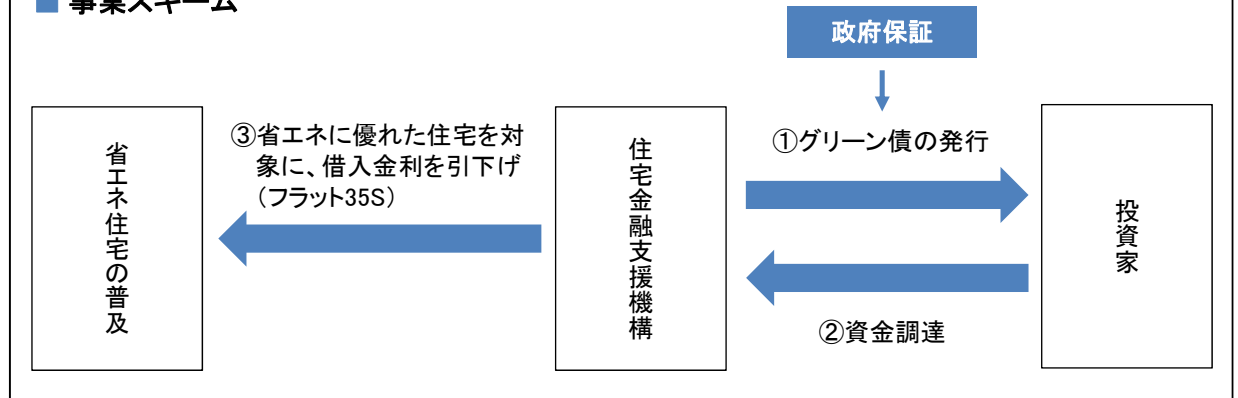 ■ 事業スキーム
政府保証
省エネ住宅の普及
③省エネに優れた住宅を対
象に、借入金利を引下げ
（フラット35S）
住宅金融支援機構
①グリーン債の発行
②資金調達
投資家